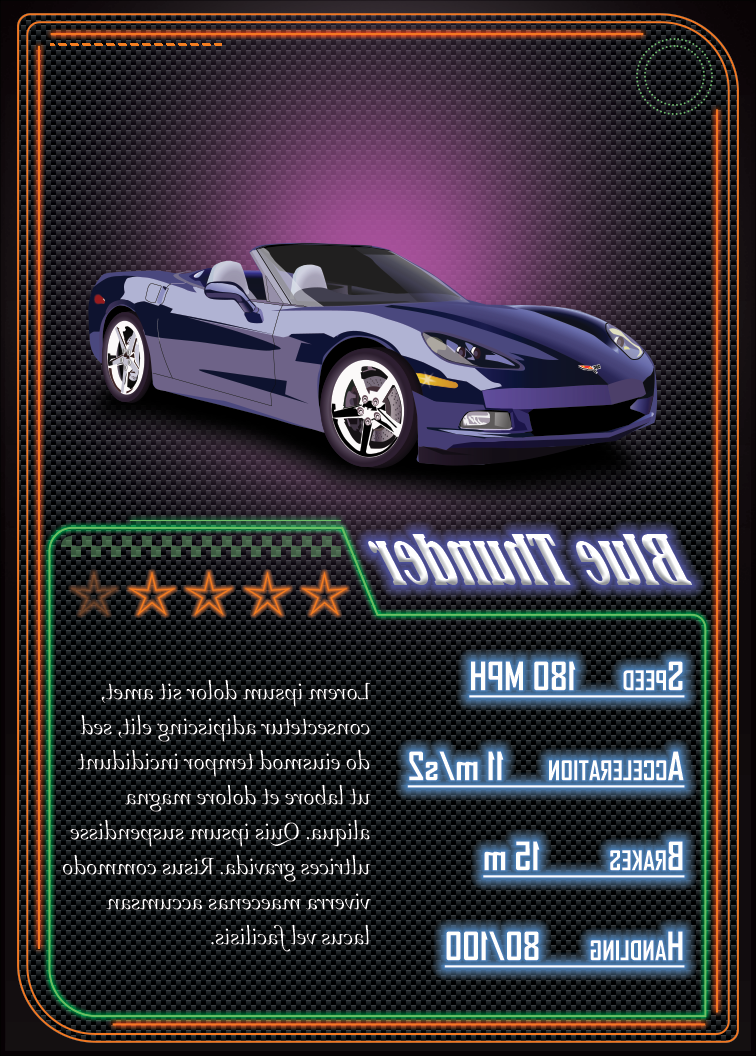 Blue Thunder
Speed 180 MPH
Acceleration 11 m/s2
Brakes 15 m
Handling 80/100
Lorem ipsum dolor sit amet,
consectetur adipiscing elit, sed
do eiusmod tempor incididunt
ut labore et dolore magna
aliqua. Quis ipsum suspendisse
ultrices gravida. Risus commodo
viverra maecenas accumsan
lacus vel facilisis.